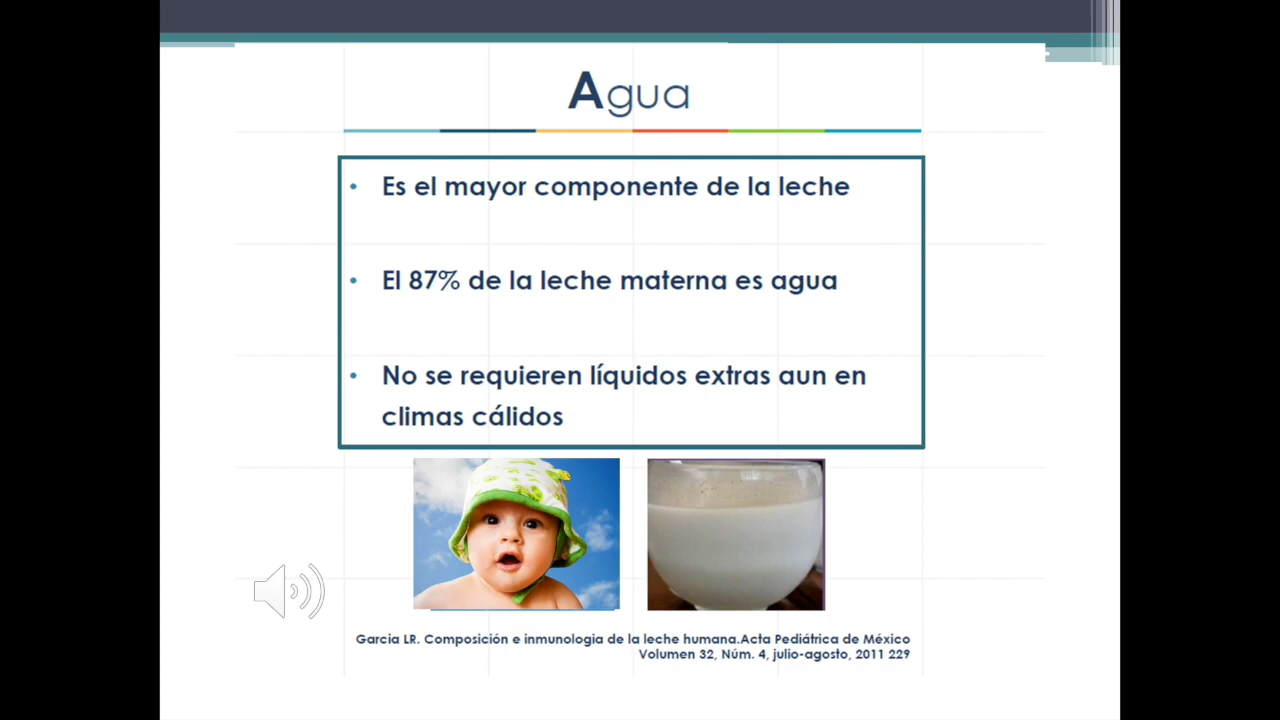 Agua
• Es el mayor componente de la leche
• El 87% de la leche materna es agua
• No se requieren líquidos extras aun en
climas cálidos
Garcia LR. Composición e inmunologia de la leche humana.Acta Pediátrica de México
Volumen 32, Núm. 4, julio-agosto, 2011 229